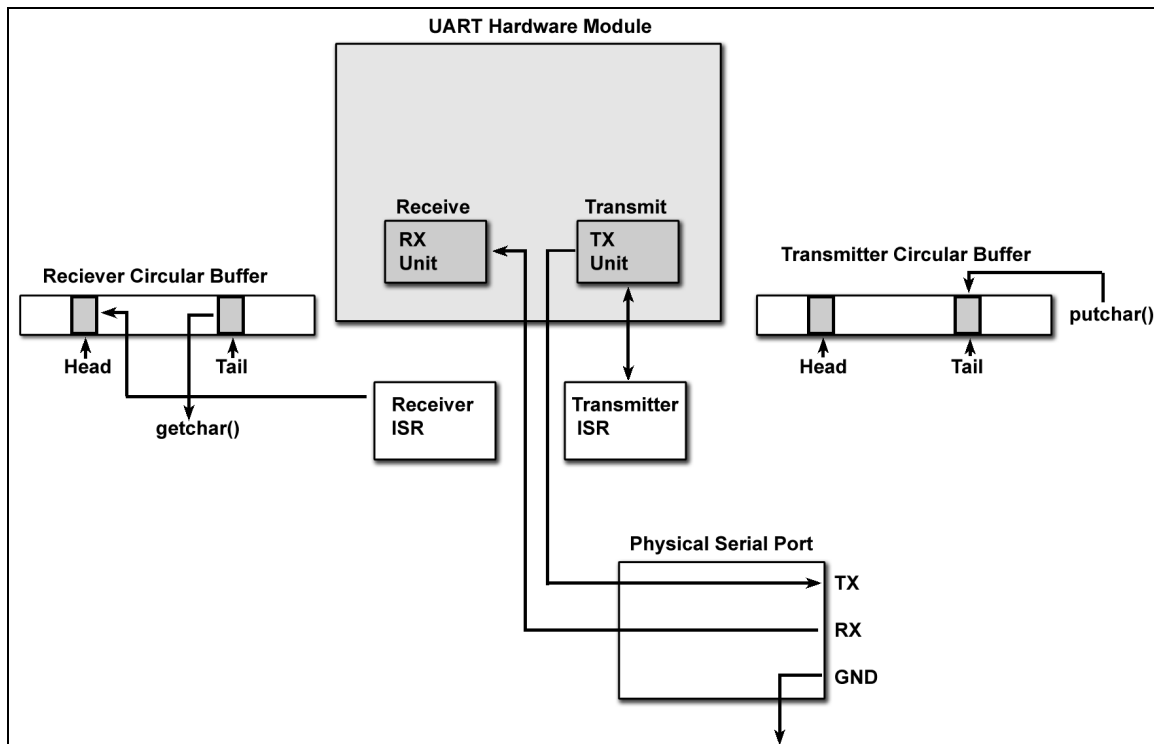 UART Hardware Module
Receive
RX
Unit
Transmit
TX
Unit
Reciever Circular Buffer
Head
Tail
getchar()
Transmitter Circular Buffer
putchar()
Head
Tail
Receiver
ISR
Transmitter
ISR
Physical Serial Port
TX
RX
GND